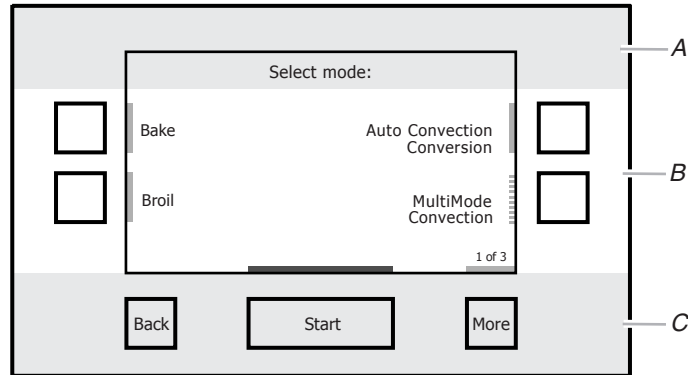 Select mode:
A
Bake
Auto Convection
Conversion
B
Broil
MultiMode
Convection
1 of 3
Back
Start
More
C